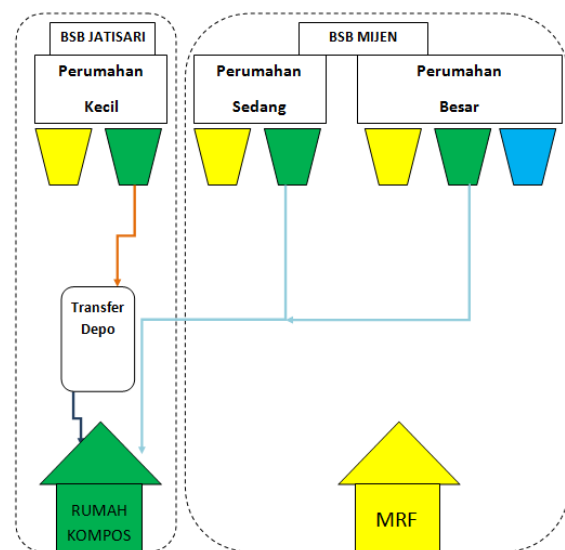 BSB JATISARI
BSB MIJEN
Perumahan
Kecil
Perumahan
Sedang
Perumahan
Besar
Transfer
Depo
RUMAH
KOMPOS
MRF